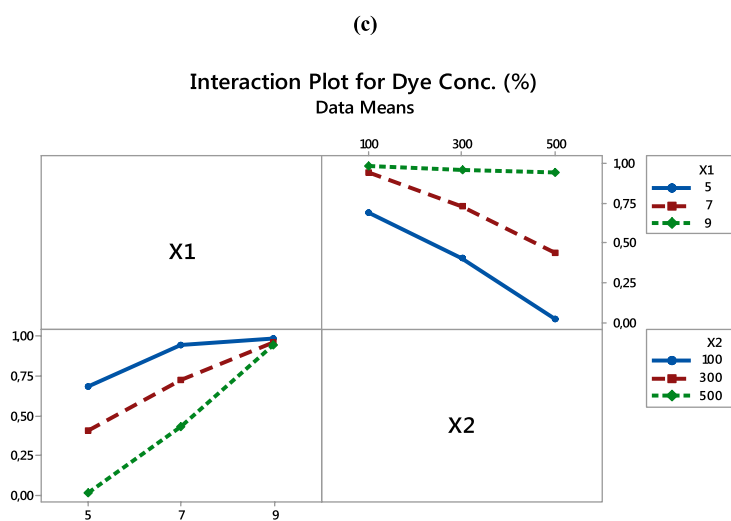 (c)
Interaction Plot for Dye Conc. (%)
Data Means
100 300 500
X1
1,00
0,75
0,50
0,25
0,00
X1
5
7
9
1,00
0,75
0,50
0,25
0,00
X2
X2
100
300
500
5 7 9